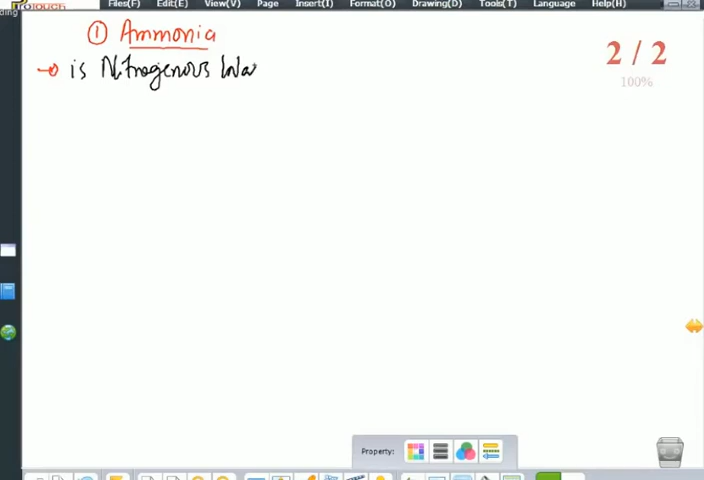 Files(F) Edit(E) View(V) Page Insert(I) Format(O) Drawing(D) Tools(T) Language Help(H)
① Ammonia
is Nitrogenous Wa
2 / 2
100%
Property: